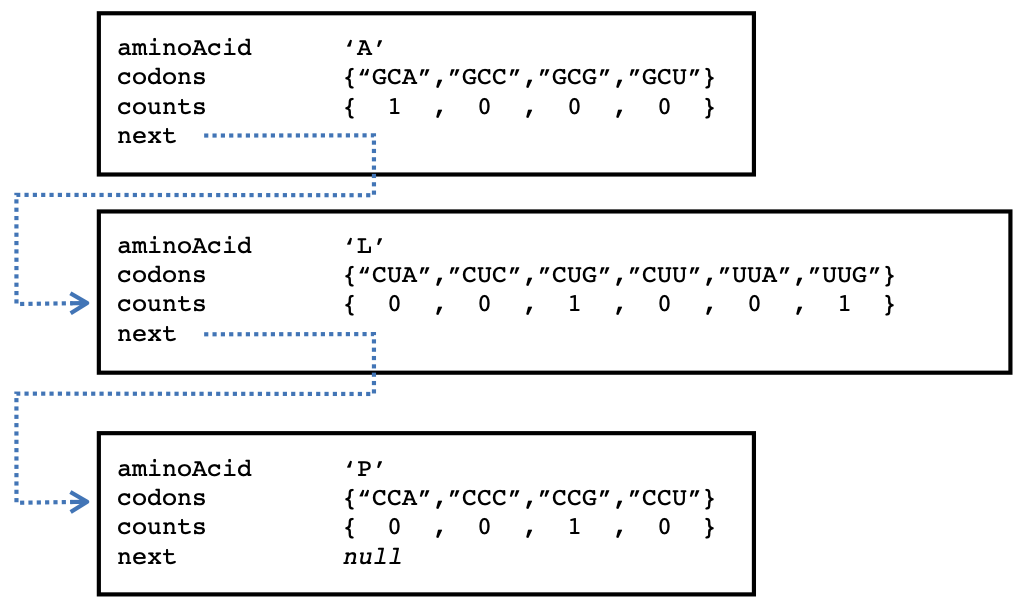 aminoAcid ‘A’
codons {“GCA”,”GCC”,”GCG”,”GCU”}
counts { 1 , 0 , 0 , 0 }
next
aminoAcid ‘L’
codons {“CUA”,”CUC”,”CUG”,”CUU”,”UUA”,”UUG”}
counts { 0 , 0 , 1 , 0 , 0 , 1 }
next
aminoAcid ‘P’
codons {“CCA”,”CCC”,”CCG”,”CCU”}
counts { 0 , 0 , 1 , 0 }
next null